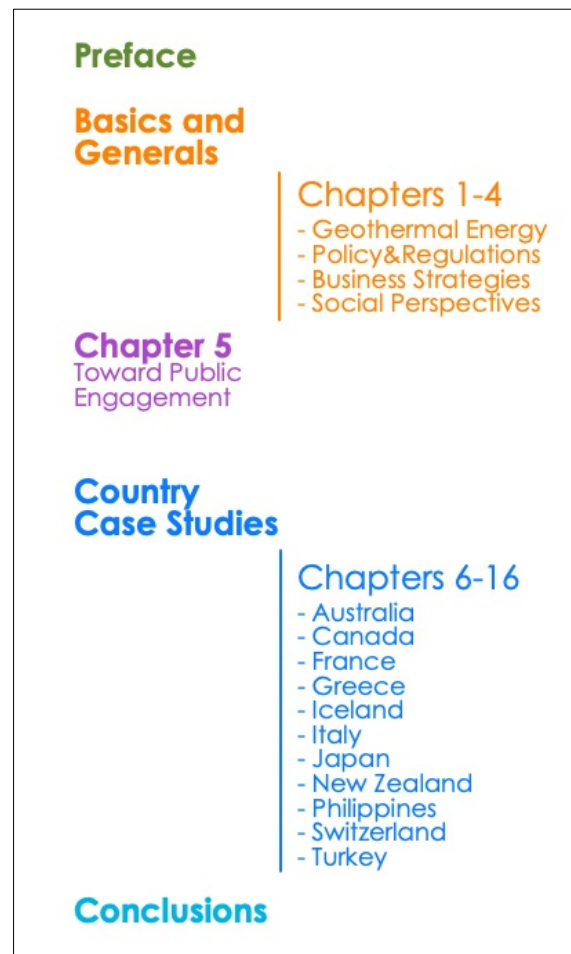 Preface
Basics and
Generals
Chapters 1-4
- Geothermal Energy
- Policy&Regulations
- Business Strategies
- Social Perspectives
Chapter 5
Toward Public
Engagement
Country
Case Studies
Chapters 6-16
- Australia
- Canada
- France
- Greece
- Iceland
- Italy
- Japan
- New Zealand
- Philippines
- Switzerland
- Turkey
Conclusions